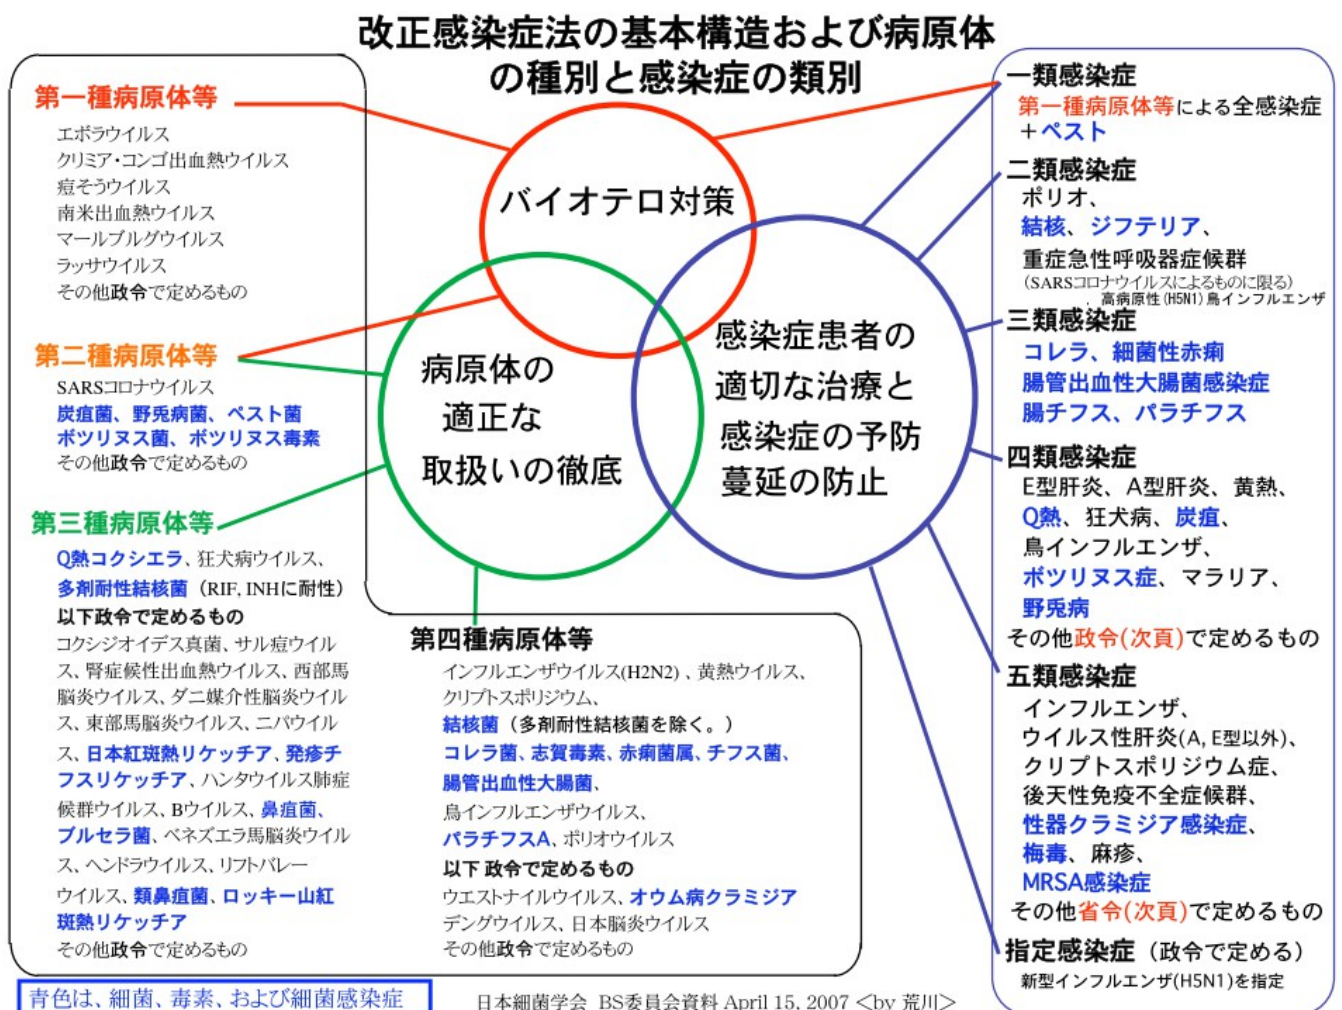 改正感染症法の基本構造および病原体
の種別と感染症の類別
第一種病原体等
エボラウイルス
クリミア・コンゴ出血熱ウイルス
痘そうウイルス
南米出血熱ウイルス
マールブルグウイルス
ラッサウイルス
その他政令で定めるもの
第二種病原体等
SARSコロナウイルス
炭疽菌、野兎病菌、ペスト菌
ボツリヌス菌、ボツリヌス毒素
その他政令で定めるもの
第三種病原体等
Q熱コクシエラ、狂犬病ウイルス、
多剤耐性結核菌（RIF, INHに耐性）
以下政令で定めるもの
コクシジオイデス真菌、サル痘ウイル
ス、腎症候性出血熱ウイルス、西部馬
脳炎ウイルス、ダニ媒介性脳炎ウイル
ス、東部馬脳炎ウイルス、ニパウイル
ス、日本紅斑熱リケッチア、発疹チ
フスリケッチア、ハンタウイルス肺症
候群ウイルス、Bウイルス、鼻疽菌、
ブルセラ菌、ベネズエラ馬脳炎ウイル
ス、ヘンドラウイルス、リフトバレー
ウイルス、類鼻疽菌、ロッキー山紅
斑熱リケッチア
その他政令で定めるもの
バイオテロ対策
病原体の
適正な
取扱いの徹底
感染症患者の
適切な治療と
感染症の予防
蔓延の防止
第四種病原体等
インフルエンザウイルス(H2N2) 、黄熱ウイルス、
クリプトスポリジウム、
結核菌（多剤耐性結核菌を除く。）
コレラ菌、志賀毒素、赤痢菌属、チフス菌、
腸管出血性大腸菌、
鳥インフルエンザウイルス、
パラチフスA、ポリオウイルス
以下 政令で定めるもの
ウエストナイルウイルス、オウム病クラミジア
デングウイルス、日本脳炎ウイルス
その他政令で定めるもの
一類感染症
第一種病原体等による全感染症
＋ペスト
二類感染症
ポリオ、
結核、ジフテリア、
重症急性呼吸器症候群
（SARSコロナウイルスによるものに限る）
、高病原性(H5N1)鳥インフルエンザ
三類感染症
コレラ、細菌性赤痢
腸管出血性大腸菌感染症
腸チフス、パラチフス
四類感染症
E型肝炎、A型肝炎、黄熱、
Q熱、狂犬病、炭疽、
鳥インフルエンザ、
ボツリヌス症、マラリア、
野兎病
その他政令(次頁)で定めるもの
五類感染症
インフルエンザ、
ウイルス性肝炎(A, E型以外)、
クリプトスポリジウム症、
後天性免疫不全症候群、
性器クラミジア感染症、
梅毒、麻疹、
MRSA感染症
その他省令(次頁)で定めるもの
指定感染症（政令で定める）
新型インフルエンザ(H5N1)を指定
青色は、細菌、毒素、および細菌感染症
日本細菌学会 BS委員会資料 April 15, 2007 ＜by 荒川＞